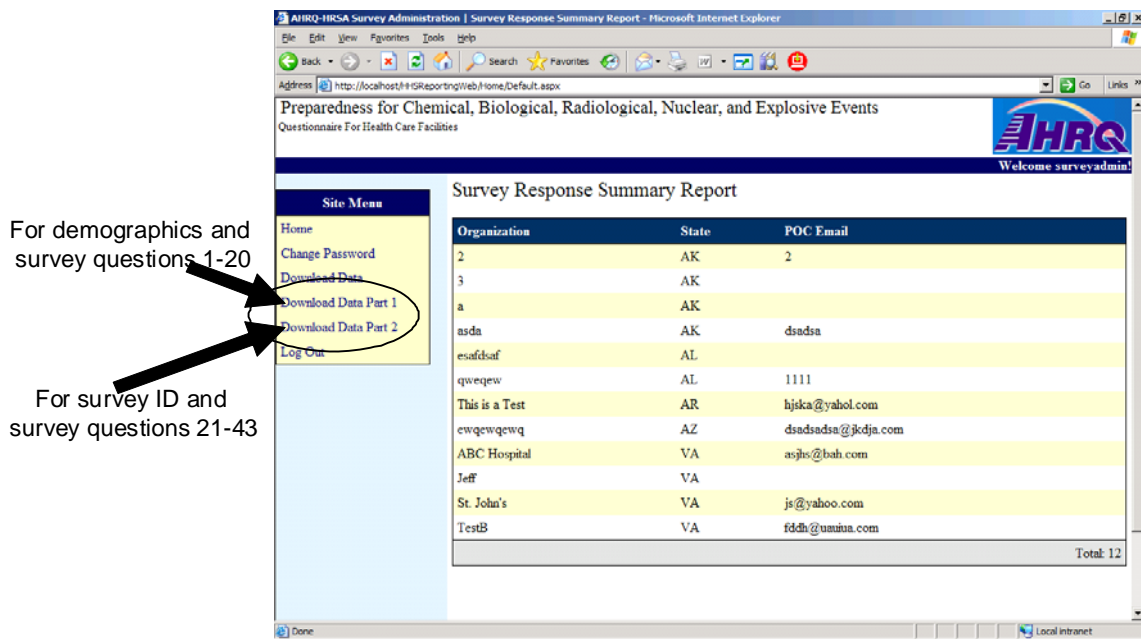 AHRQ-HRSA Survey Administration | Survey Response Summary Report - Microsoft Internet Explorer
File Edit View Favorites Tools Help
Back Search Favorites
Address http://localhost/HHSReportingWeb/Home/Default.aspx Go Links »
Preparedness for Chemical, Biological, Radiological, Nuclear, and Explosive Events
Questionnaire For Health Care Facilities
AHRQ
Welcome surveyadmin!
Site Menu
Home
Change Password
Download Data
Download Data Part 1
Download Data Part 2
Log Out
For demographics and
survey questions 1-20
For survey ID and
survey questions 21-43
Survey Response Summary Report
Organization State POC Email
2 AK 2
3 AK
a AK
asda AK dsadsa
esafdsaf AL
qweqew AL 1111
This is a Test AR hjska@yahol.com
ewqewqewq AZ dsadsadsa@jkdja.com
ABC Hospital VA asjhs@bah.com
Jeff VA
St. John's VA js@yahoo.com
TestB VA fddh@uauiua.com
Total: 12
Done Local intranet